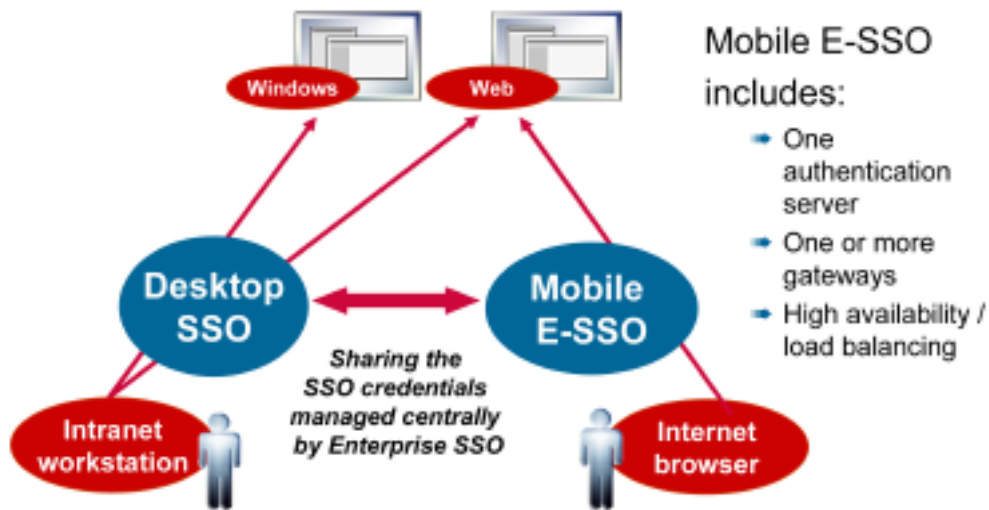 Windows
Web
Mobile E-SSO
includes:
One
authentication
server
One or more
gateways
High availability /
load balancing
Desktop
SSO
Mobile
E-SSO
Sharing the
SSO credentials
managed centrally
by Enterprise SSO
Intranet
workstation
Internet
browser